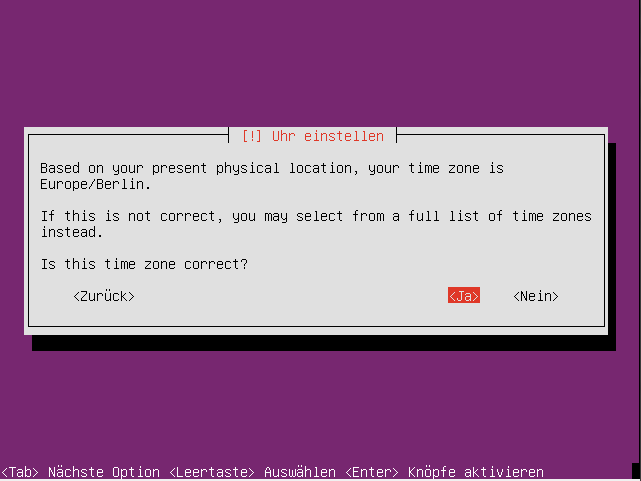 [!] Uhr einstellen
Based on your present physical location, your time zone is
Europe/Berlin.
If this is not correct, you may select from a full list of time zones
instead.
Is this time zone correct?
<Zurück> <Ja> <Nein>
<Tab> Nächste Option <Leertaste> Auswählen <Enter> Knöpfe aktivieren